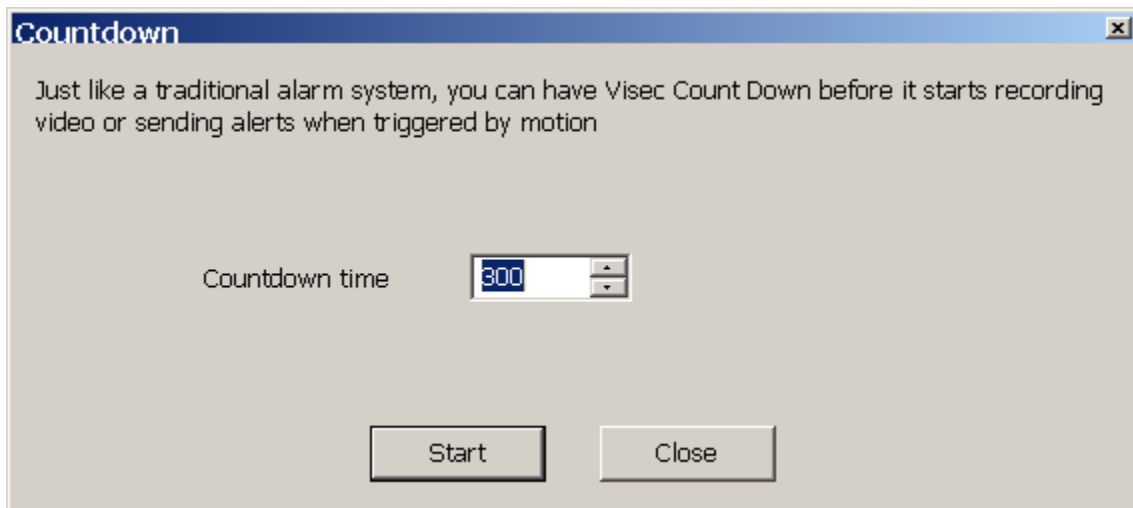 Countdown
Just like a traditional alarm system, you can have Visec Count Down before it starts recording
video or sending alerts when triggered by motion
Countdown time 300
Start Close